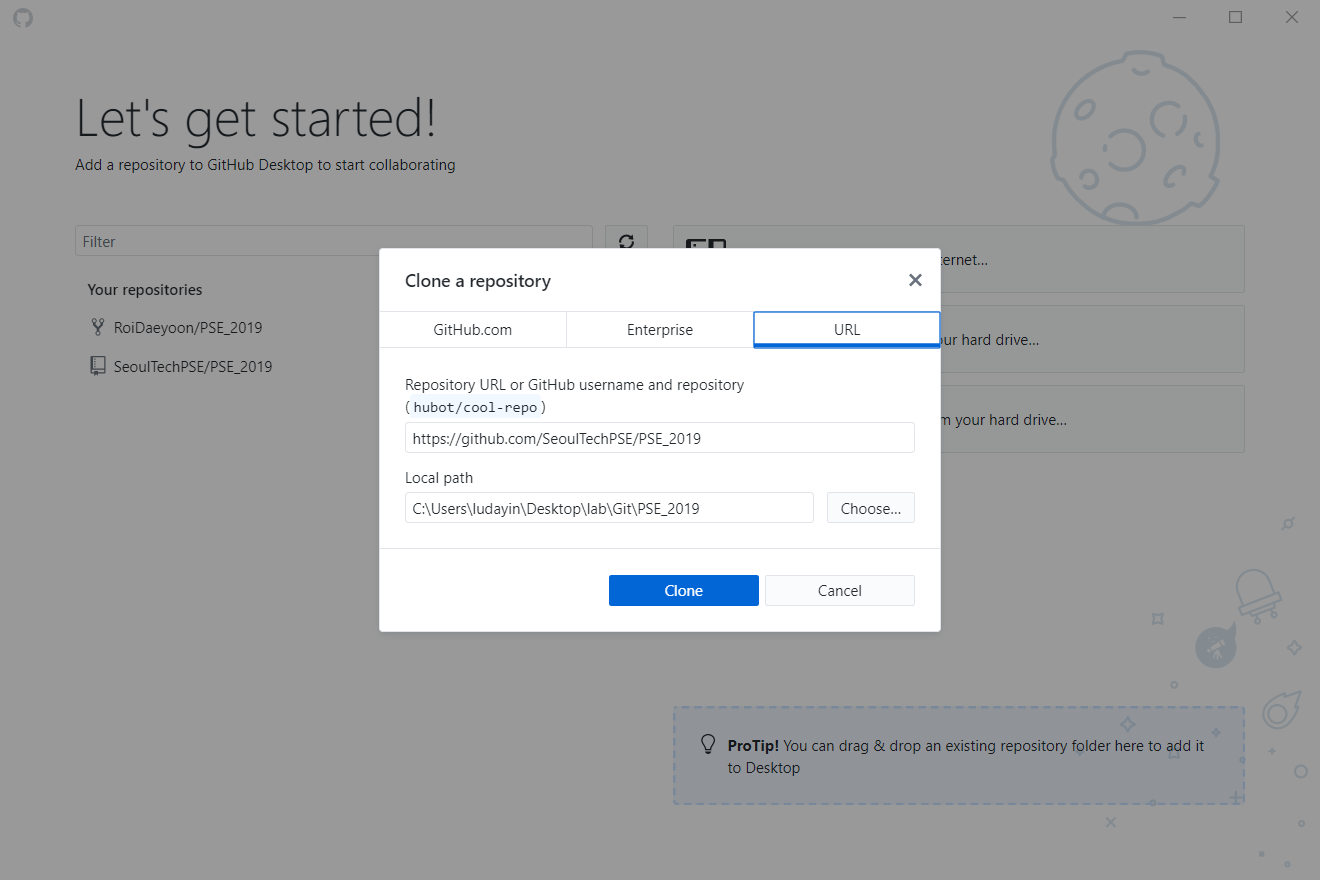 Let's get started!
Add a repository to GitHub Desktop to start collaborating
Filter
Your repositories
RoiDaeyoon/PSE_2019
SeoulTechPSE/PSE_2019
ernet...
ur hard drive...
m your hard drive...
Clone a repository
GitHub.com
Enterprise
URL
Repository URL or GitHub username and repository
(hubot/cool-repo)
https://github.com/SeoulTechPSE/PSE_2019
Local path
C:\Users\ludayin\Desktop\lab\Git\PSE_2019
Choose...
Clone
Cancel
ProTip! You can drag & drop an existing repository folder here to add it
to Desktop